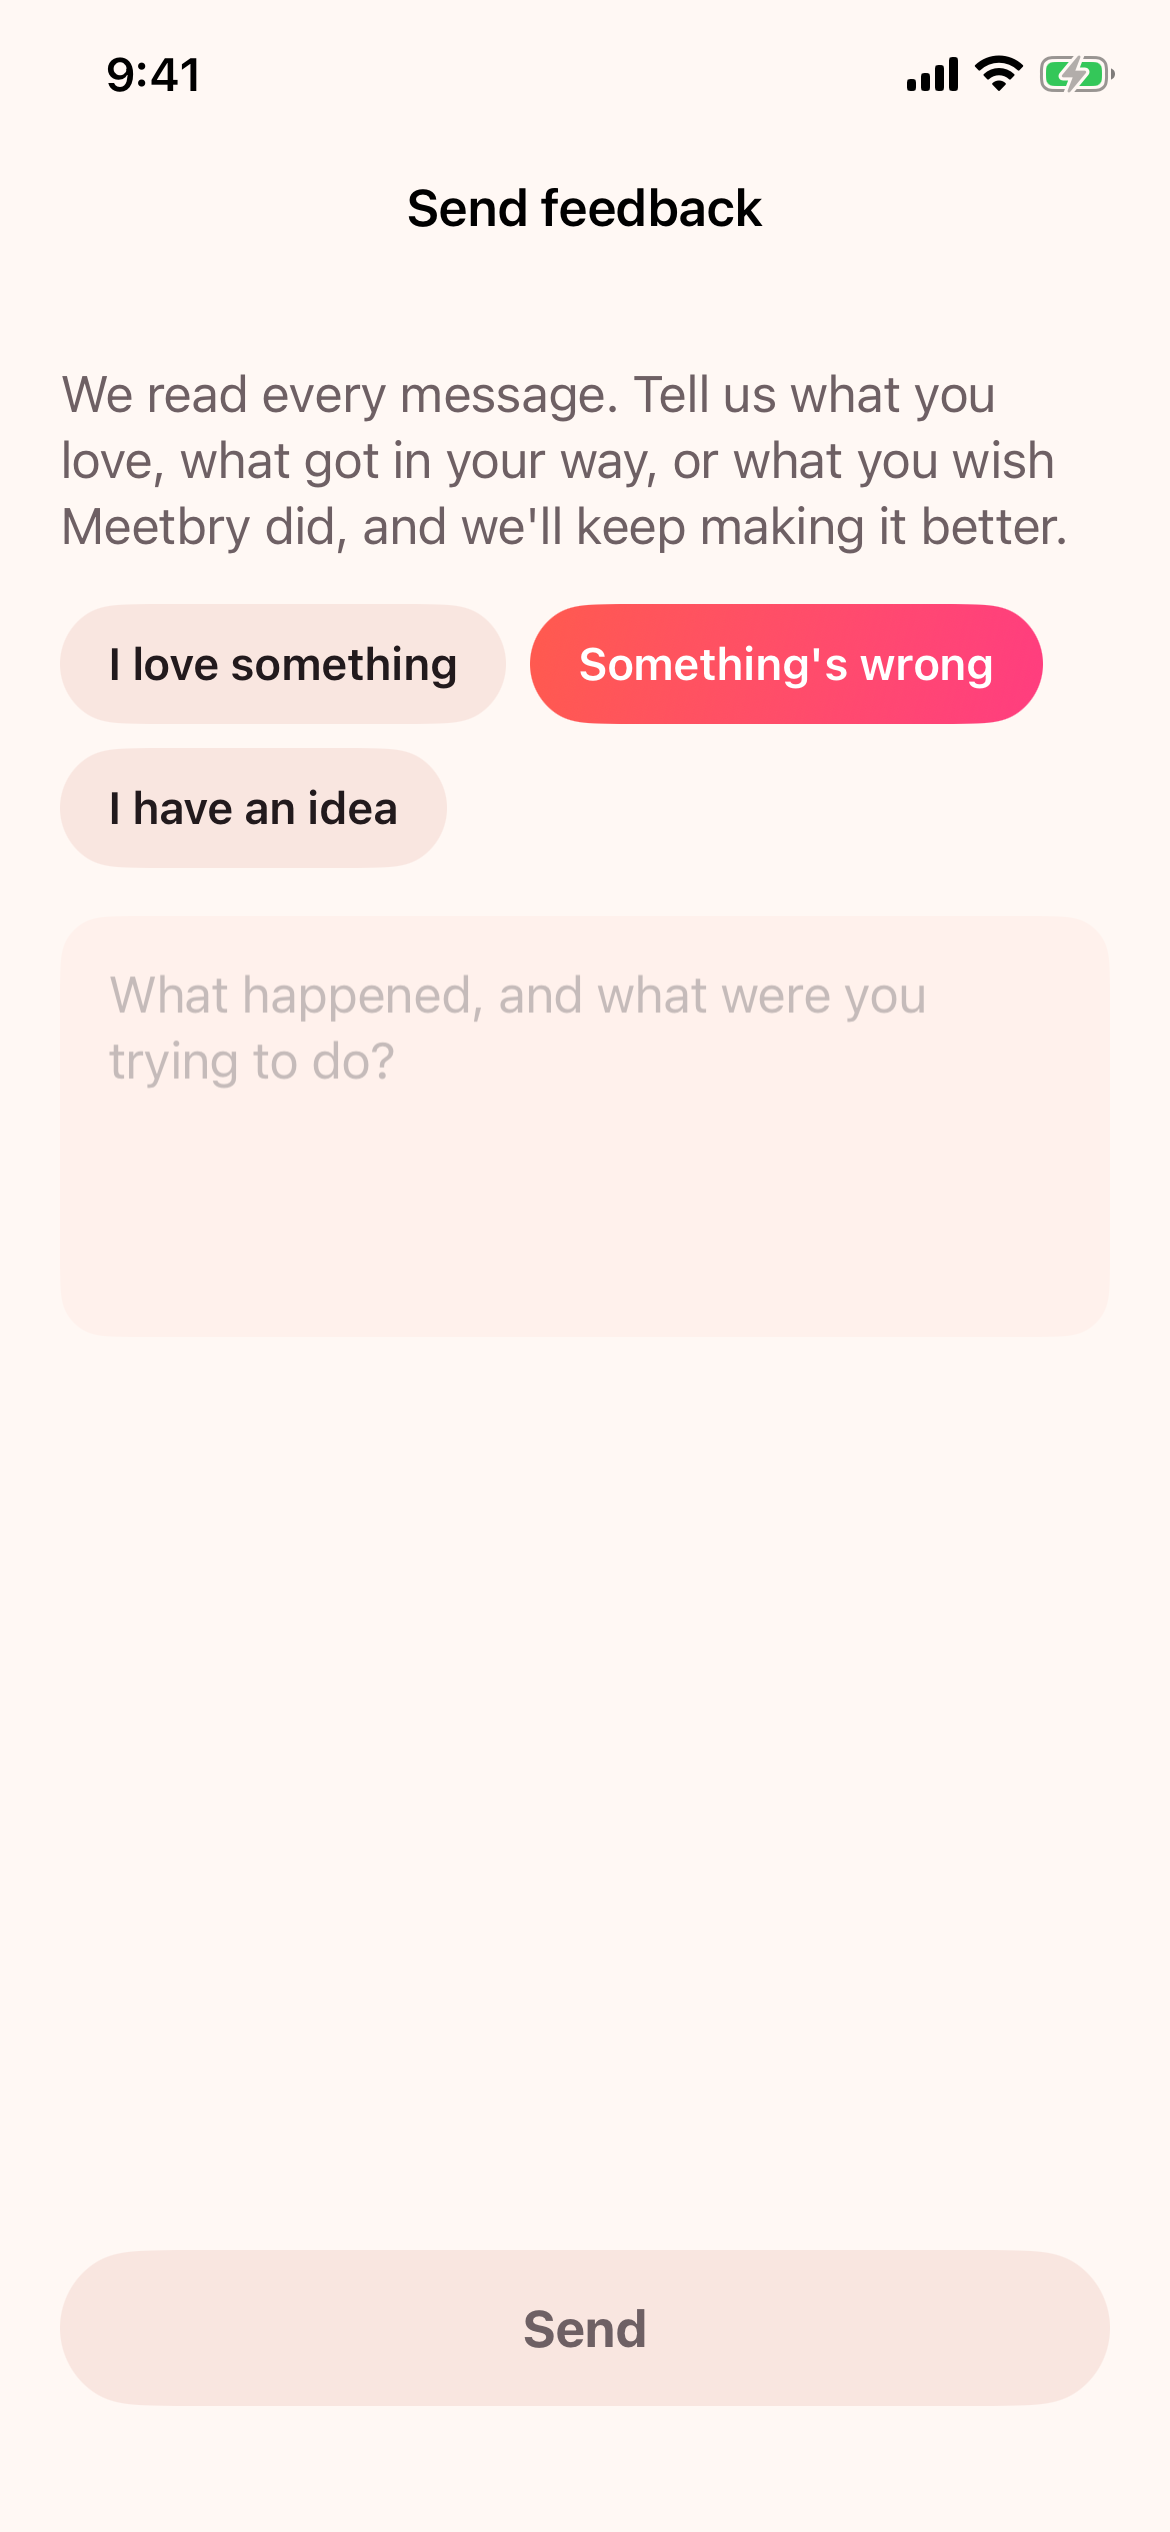 9:41
Send feedback
We read every message. Tell us what you
love, what got in your way, or what you wish
Meetbry did, and we'll keep making it better.
I love something
Something's wrong
I have an idea
What happened, and what were you
trying to do?
Send